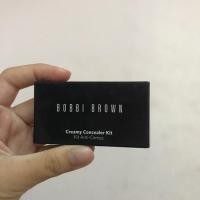 BOBBI BROWN
Creamy Concealer Kit
Kit Anti-Cernes